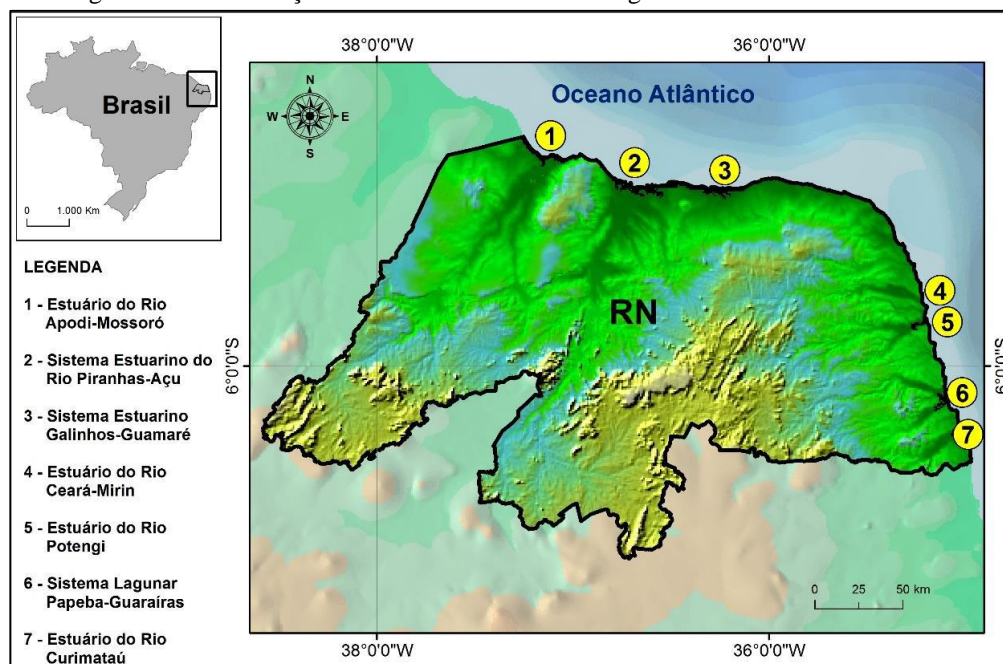 38°0'0"W
36°0'0"W
Brasil
0
1.000 Km
N
W
E
S
Oceano Atlântico
1
2
3
4
5
6
7
RN
6°0'0"S
6°0'0"S
LEGENDA
1 - Estuário do Rio
Apodi-Mossoró
2 - Sistema Estuarino do
Rio Piranhas-Açu
3 - Sistema Estuarino
Galinhos-Guamaré
4 - Estuário do Rio
Ceará-Mirin
5 - Estuário do Rio
Potengi
6 - Sistema Lagunar
Papeba-Guaraíras
7 - Estuário do Rio
Curimataú
0
25
50 km
38°0'0"W
36°0'0"W